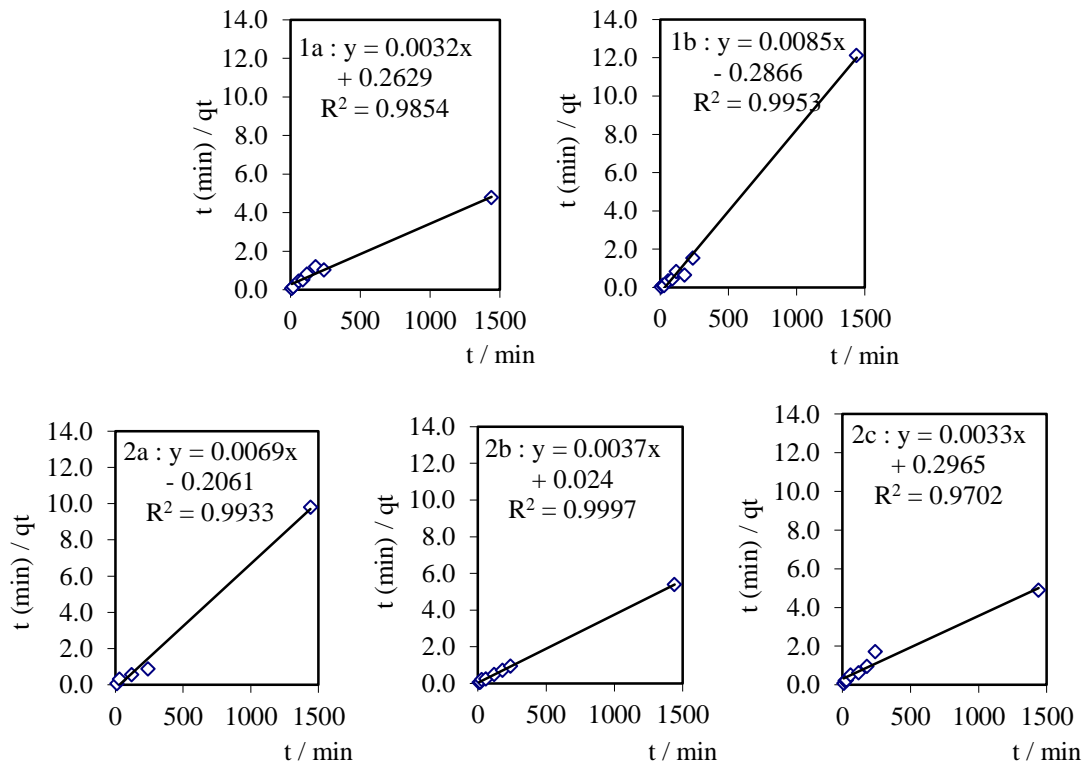 14.0
12.0
10.0
8.0
6.0
4.0
2.0
0.0
t (min) / qt
1a : y = 0.0032x
+ 0.2629
R² = 0.9854
0 500 1000 1500
t / min
14.0
12.0
10.0
8.0
6.0
4.0
2.0
0.0
t (min) / qt
1b : y = 0.0085x
- 0.2866
R² = 0.9953
0 500 1000 1500
t / min
14.0
12.0
10.0
8.0
6.0
4.0
2.0
0.0
t (min) / qt
2a : y = 0.0069x
- 0.2061
R² = 0.9933
0 500 1000 1500
t / min
14.0
12.0
10.0
8.0
6.0
4.0
2.0
0.0
t (min) / qt
2b : y = 0.0037x
+ 0.024
R² = 0.9997
0 500 1000 1500
t / min
14.0
12.0
10.0
8.0
6.0
4.0
2.0
0.0
t (min) / qt
2c : y = 0.0033x
+ 0.2965
R² = 0.9702
0 500 1000 1500
t / min